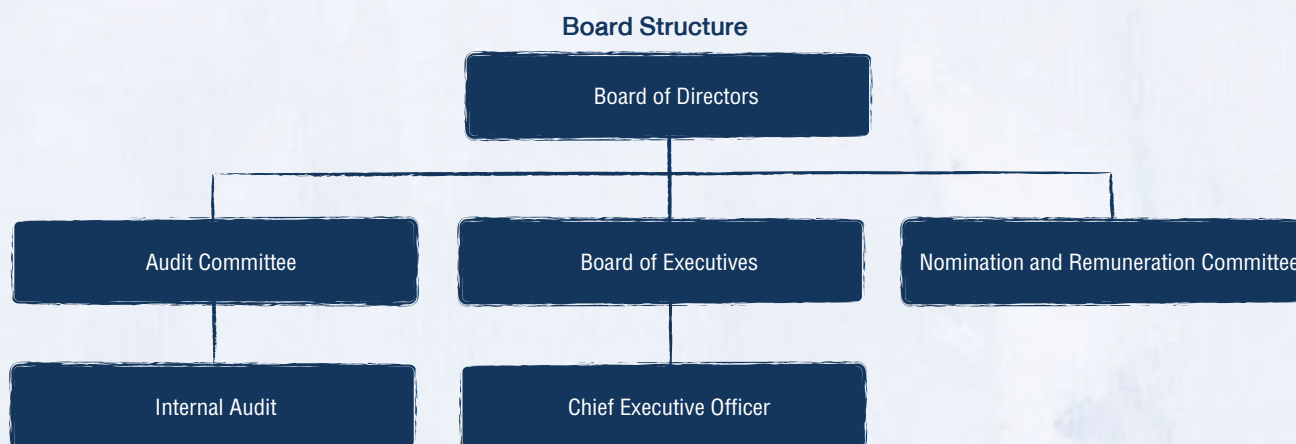 Board Structure
Board of Directors
Audit Committee
Board of Executives
Nomination and Remuneration Committee
Internal Audit
Chief Executive Officer